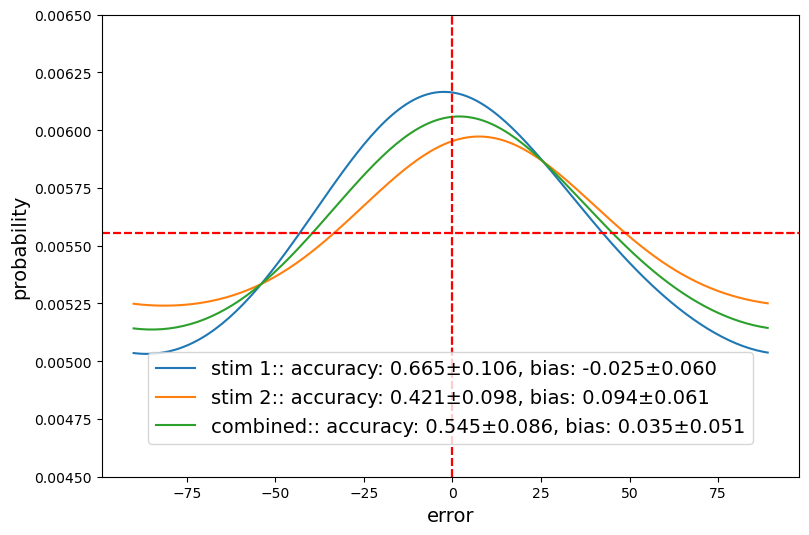 0.00650
0.00625
0.00600
0.00575
0.00550
0.00525
0.00500
0.00475
0.00450
probability
stim 1:: accuracy: 0.665±0.106, bias: -0.025±0.060
stim 2:: accuracy: 0.421±0.098, bias: 0.094±0.061
combined:: accuracy: 0.545±0.086, bias: 0.035±0.051
−75 −50 −25 0 25 50 75
error